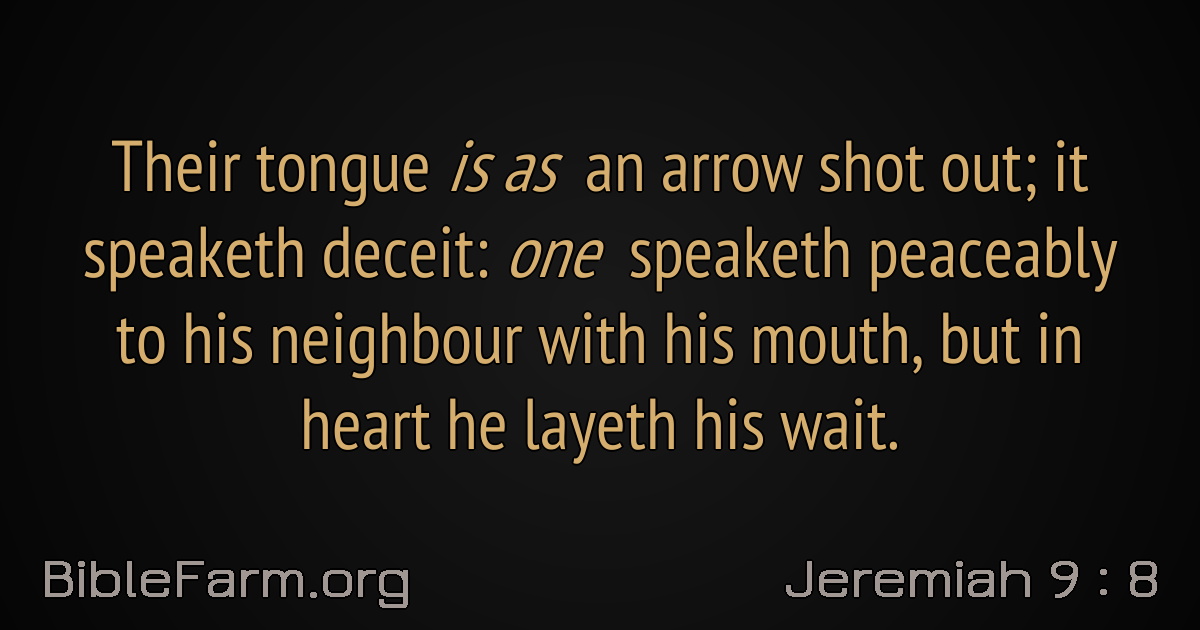 Their tongue is as an arrow shot out; it
speaketh deceit: one speaketh peaceably
to his neighbour with his mouth, but in
heart he layeth his wait.
BibleFarm.org
Jeremiah 9 : 8